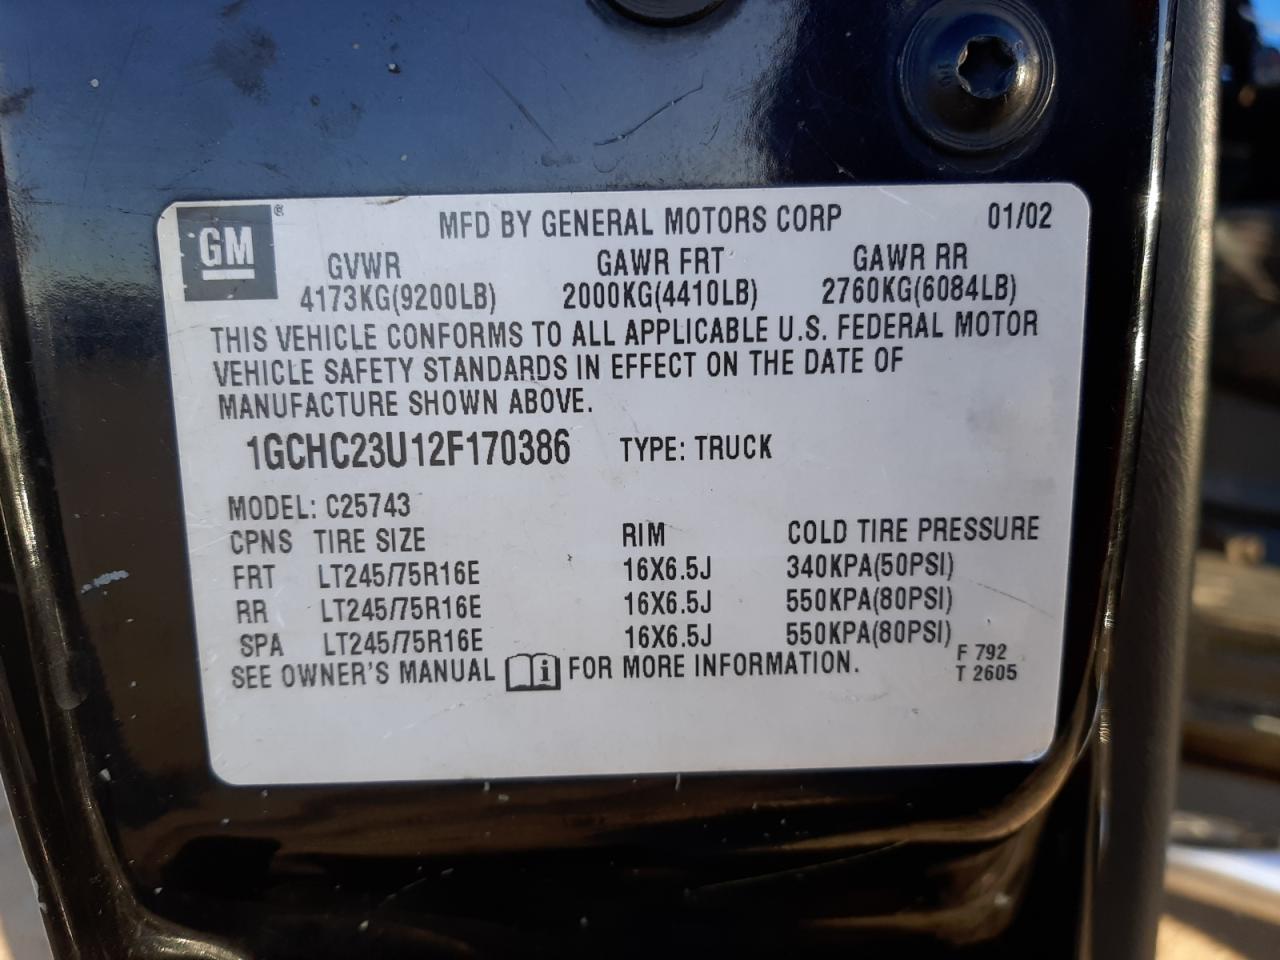 GM ®
MFD BY GENERAL MOTORS CORP 01/02
GVWR GAWR FRT GAWR RR
4173KG(9200LB) 2000KG(4410LB) 2760KG(6084LB)
THIS VEHICLE CONFORMS TO ALL APPLICABLE U.S. FEDERAL MOTOR
VEHICLE SAFETY STANDARDS IN EFFECT ON THE DATE OF
MANUFACTURE SHOWN ABOVE.
1GCHC23U12F170386 TYPE: TRUCK
MODEL: C25743
CPNS TIRE SIZE RIM COLD TIRE PRESSURE
FRT LT245/75R16E 16X6.5J 340KPA(50PSI)
RR LT245/75R16E 16X6.5J 550KPA(80PSI)
SPA LT245/75R16E 16X6.5J 550KPA(80PSI)
SEE OWNER'S MANUAL i FOR MORE INFORMATION.
F 792
T 2605